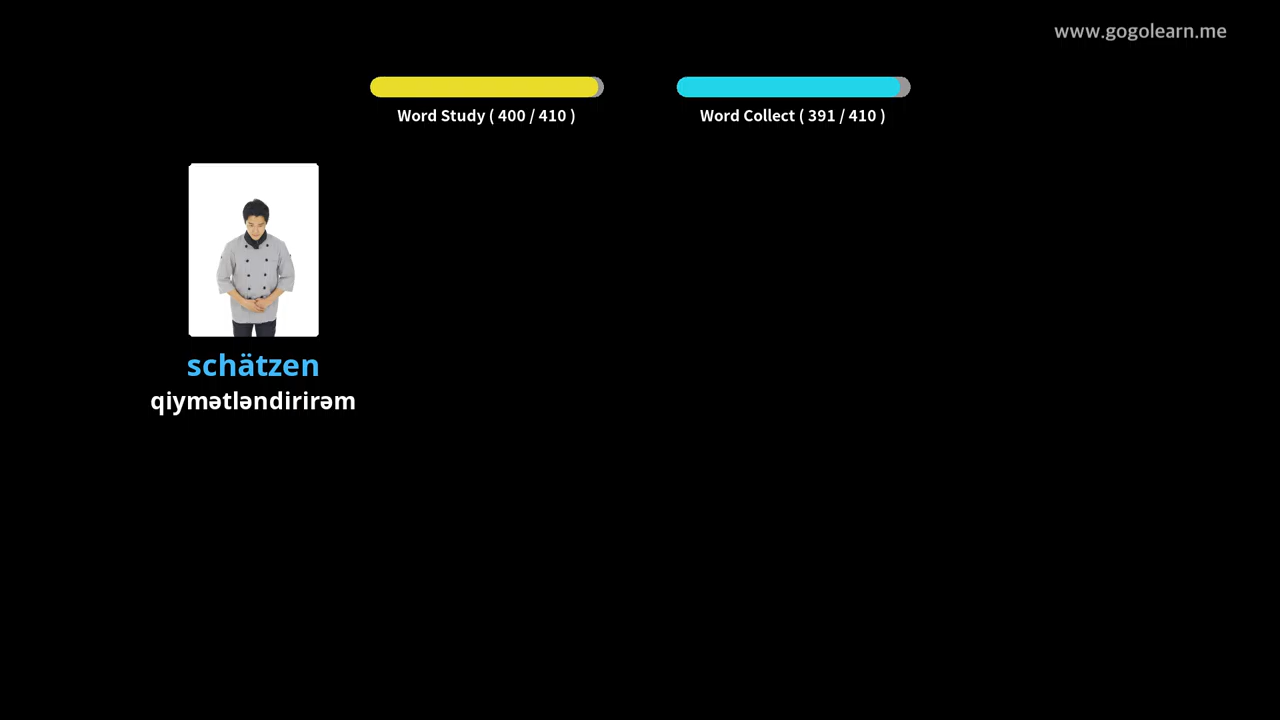 www.gogolearn.me
Word Study ( 400 / 410 )
Word Collect ( 391 / 410 )
schätzen
qiymətləndirirəm